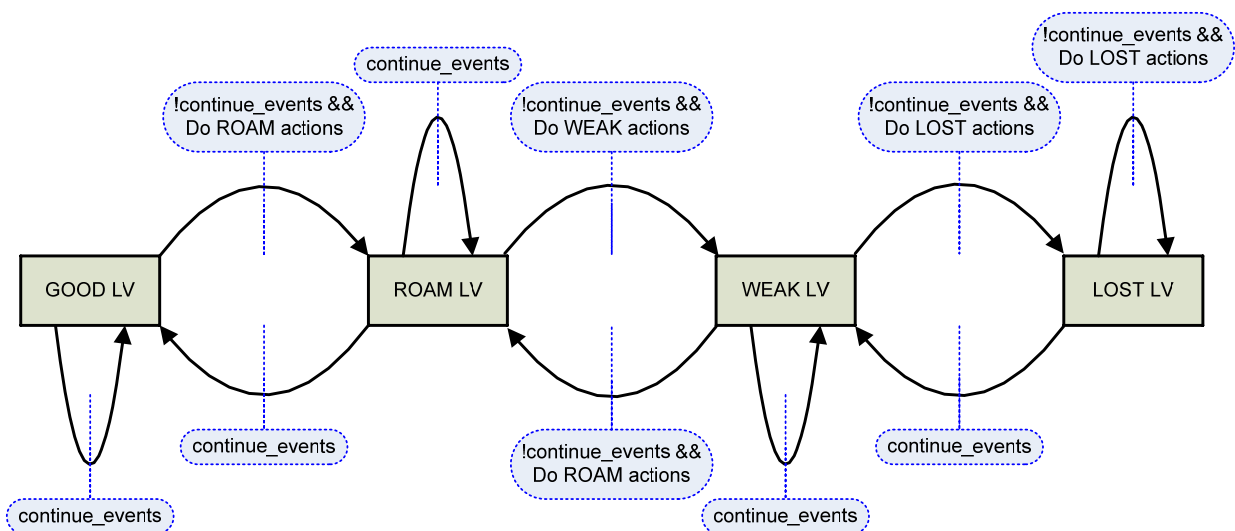 !continue_events &&
Do LOST actions
continue_events
!continue_events &&
Do ROAM actions
!continue_events &&
Do WEAK actions
!continue_events &&
Do LOST actions
GOOD LV
ROAM LV
WEAK LV
LOST LV
continue_events
!continue_events &&
Do ROAM actions
continue_events
continue_events
continue_events